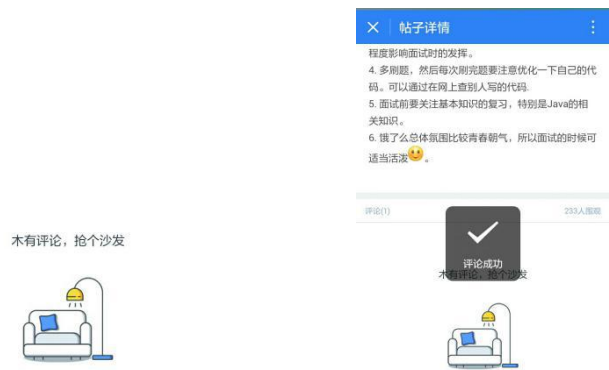 木有评论，抢个沙发
帖子详情
程度影响面试时的发挥。
4. 多刷题，然后每次刷完题要注意优化一下自己的代
码。可以通过在网上查别人写的代码.
5. 面试前要关注基本知识的复习，特别是Java的相
关知识。
6. 饿了么总体氛围比较青春朝气，所以面试的时候可
适当活泼。
评论(1)
233人围观
评论成功
木有评论，抢个沙发